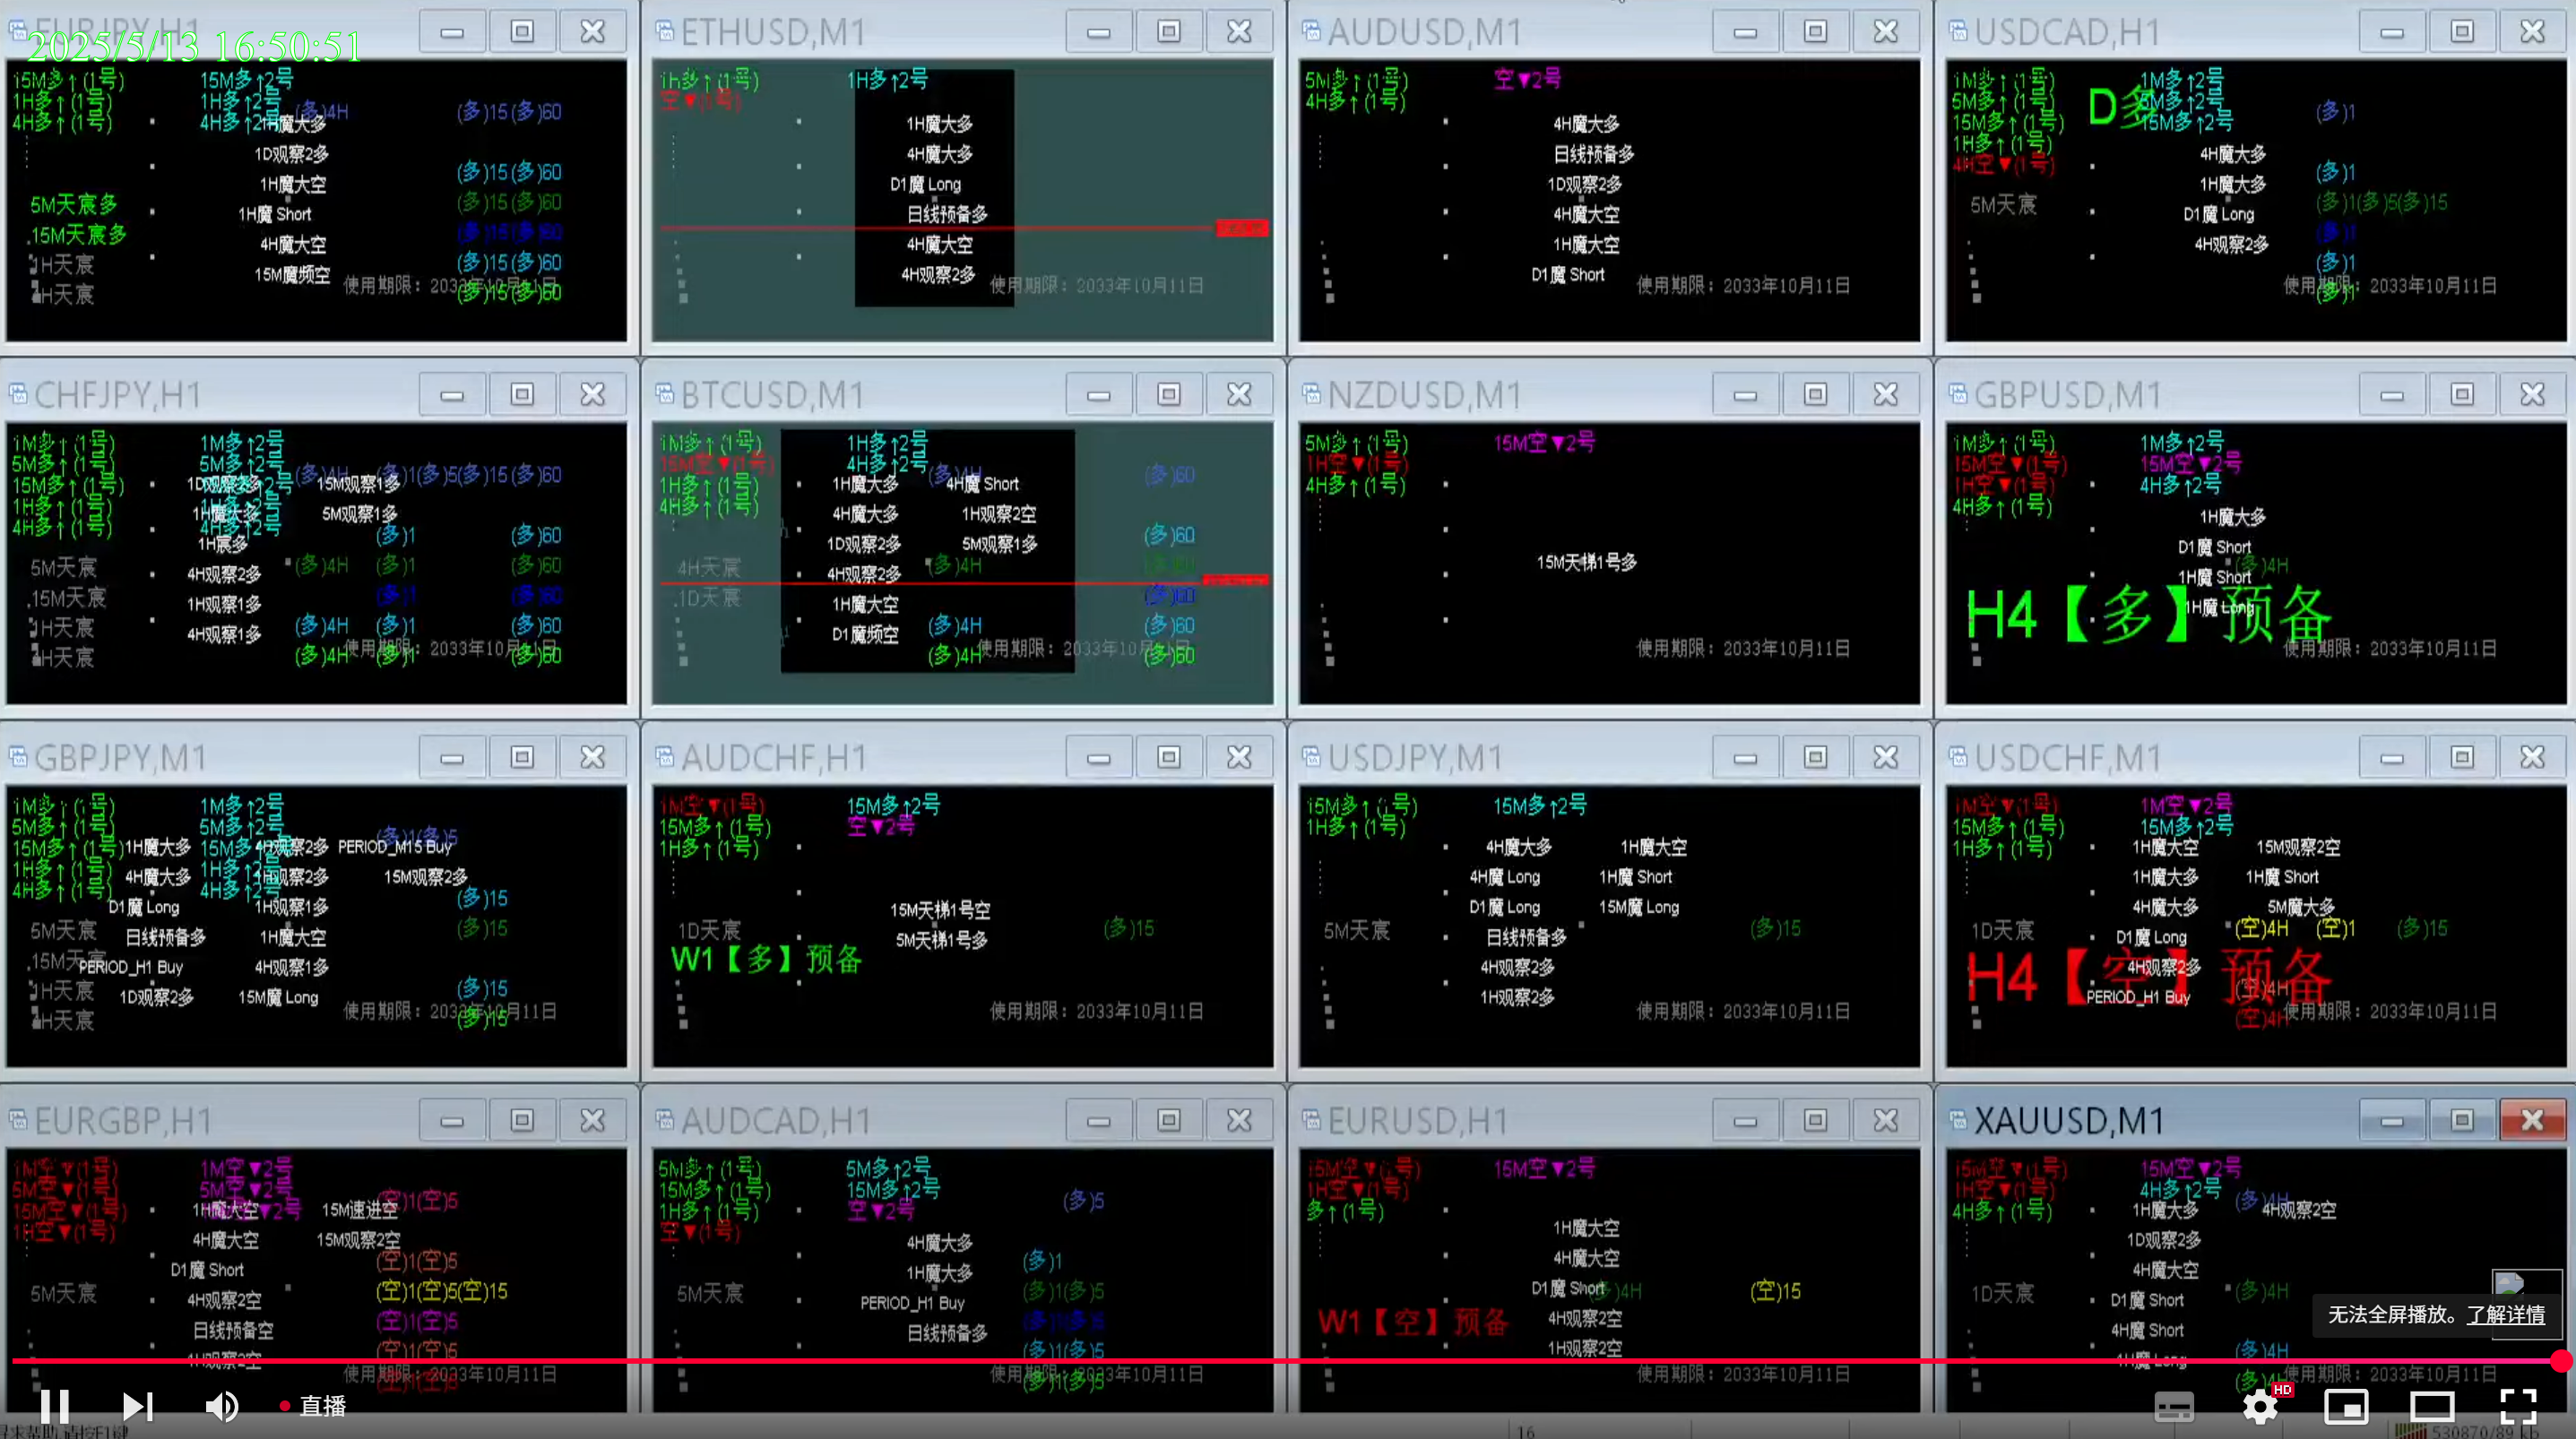 EURJPY,H1
2025/5/13 16:50:51
15M多↑(1号) 15M多↑2号
1H多↑(1号) 1H多↑2号
4H多↑(1号) 4H多↑2号 (多)4H (多)15(多)60
1H魔大多
1D观察2多
(多)15(多)60
1H魔大空
5M天宸多 (多)15(多)60
1H魔 Short
15M天宸多 (多)15(多)60
4H魔大空
1H天宸 (多)15(多)60
15M魔频空
使用期限：2033年10月11日
4H天宸 (多)15(多)60
ETHUSD,M1
1H多↑(1号) 1H多↑2号
空▼(1号)
1H魔大多
4H魔大多
D1魔 Long
日线预备多
4H魔大空
4H观察2多
使用期限：2033年10月11日
AUDUSD,M1
5M多↑(1号) 空▼2号
4H多↑(1号)
4H魔大多
日线预备多
1D观察2多
4H魔大空
1H魔大空
D1魔 Short
使用期限：2033年10月11日
USDCAD,H1
1M多↑(1号) 1M多↑2号
5M多↑(1号) D多 5M多↑2号 (多)1
15M多↑(1号) 15M多↑2号
1H多↑(1号)
4H魔大多
4H空▼(1号) (多)1
1H魔大多
5M天宸 (多)1(多)5(多)15
D1魔 Long
(多)1
4H观察2多
(多)1
使用期限：2033年10月11日
(多)1
CHFJPY,H1
1M多↑(1号) 1M多↑2号
5M多↑(1号) 5M多↑2号 (多)4H (多)1(多)5(多)15(多)60
15M多↑(1号) 1D观察2多 15M观察1多
1H多↑(1号) 1H魔大多 5M观察1多
4H多↑(1号) 4H多↑2号 (多)1 (多)60
1H宸多
5M天宸 (多)4H (多)1 (多)60
4H观察2多
15M天宸 (多)1 (多)60
1H观察1多
1H天宸 (多)4H (多)1 (多)60
4H观察1多
使用期限：2033年10月11日
4H天宸 (多)4H (多)1 (多)60
BTCUSD,M1
1M多↑(1号) 1H多↑2号
15M空▼(1号) 4H多↑2号 (多)4H (多)60
1H多↑(1号) 1H魔大多 4H魔 Short
4H多↑(1号) 4H魔大多 1H观察2空
(多)60
1D观察2多 5M观察1多
4H天宸 4H观察2多 (多)4H (多)60
1D天宸 1H魔大空 (多)60
D1魔频空 (多)4H (多)60
使用期限：2033年10月11日
(多)4H (多)60
NZDUSD,M1
5M多↑(1号) 15M空▼2号
1H空▼(1号)
4H多↑(1号)
15M天梯1号多
使用期限：2033年10月11日
GBPUSD,M1
1M多↑(1号) 1M多↑2号
15M空▼(1号) 15M空▼2号
1H空▼(1号) 4H多↑2号
4H多↑(1号) 1H魔大多
D1魔 Short
(多)4H
1H魔 Short
1H魔 Long
H4【多】预备
使用期限：2033年10月11日
GBPJPY,M1
1M多↑(1号) 1M多↑2号
5M多↑(1号) 5M多↑2号 (多)1(多)5
15M多↑(1号) 1H魔大多 15M多↑2号 4H观察2多 PERIOD_M15 Buy
1H多↑(1号) 4H魔大多 1H多↑2号 1H观察2多 15M观察2多
4H多↑(1号) 4H多↑2号 (多)15
D1魔 Long 1H观察1多
5M天宸 日线预备多 1H魔大空 (多)15
15M天宸 PERIOD_H1 Buy 4H观察1多
1H天宸 1D观察2多 15M魔 Long (多)15
使用期限：2033年10月11日
4H天宸 (多)15
AUDCHF,H1
1M空▼(1号) 15M多↑2号
15M多↑(1号) 空▼2号
1H多↑(1号)
15M天梯1号空
1D天宸 (多)15
5M天梯1号多
W1【多】预备
使用期限：2033年10月11日
USDJPY,M1
15M多↑(1号) 15M多↑2号
1H多↑(1号)
4H魔大多 1H魔大空
4H魔 Long 1H魔 Short
D1魔 Long 15M魔 Long
5M天宸 日线预备多 (多)15
4H观察2多
1H观察2多
使用期限：2033年10月11日
USDCHF,M1
1M空▼(1号) 1M空▼2号
15M多↑(1号) 15M多↑2号
1H多↑(1号) 1H魔大空 15M观察2空
1H魔大多 1H魔 Short
4H魔大多 5M魔大多
1D天宸 D1魔 Long (空)4H (空)1 (多)15
4H观察2多
H4【空】预备
PERIOD_H1 Buy (空)4H
使用期限：2033年10月11日
(空)4H
EURGBP,H1
1M空▼(1号) 1M空▼2号
5M空▼(1号) 5M空▼2号 (空)1(空)5
15M空▼(1号) 1H魔大空 15M速进空
1H空▼(1号) 4H魔大空 15M观察2空
(空)1(空)5
D1魔 Short
5M天宸 4H观察2空 (空)1(空)5(空)15
日线预备空 (空)1(空)5
1H观察2空 (空)1(空)5
使用期限：2033年10月11日
AUDCAD,H1
5M多↑(1号) 5M多↑2号
15M多↑(1号) 15M多↑2号 (多)5
1H多↑(1号) 空▼2号
空▼(1号) 4H魔大多
(多)1
1H魔大多
5M天宸 PERIOD_H1 Buy (多)1(多)5
日线预备多
(多)1(多)5
使用期限：2033年10月11日
(多)1(多)5
EURUSD,H1
15M空▼(1号) 15M空▼2号
1H空▼(1号)
多↑(1号)
1H魔大空
4H魔大空
D1魔 Short (多)4H (空)15
4H观察2空
W1【空】预备
1H观察2空
使用期限：2033年10月11日
XAUUSD,M1
15M空▼(1号) 15M空▼2号
1H空▼(1号) 4H多↑2号 (多)4H
4H多↑(1号) 1H魔大多 4H观察2空
1D观察2多
4H魔大空
1D天宸 D1魔 Short (多)4H
无法全屏播放。了解详情
4H魔 Short
(多)4H
1H魔 Long
使用期限：2033年10月11日
直播 HD
16 530870/89 kb